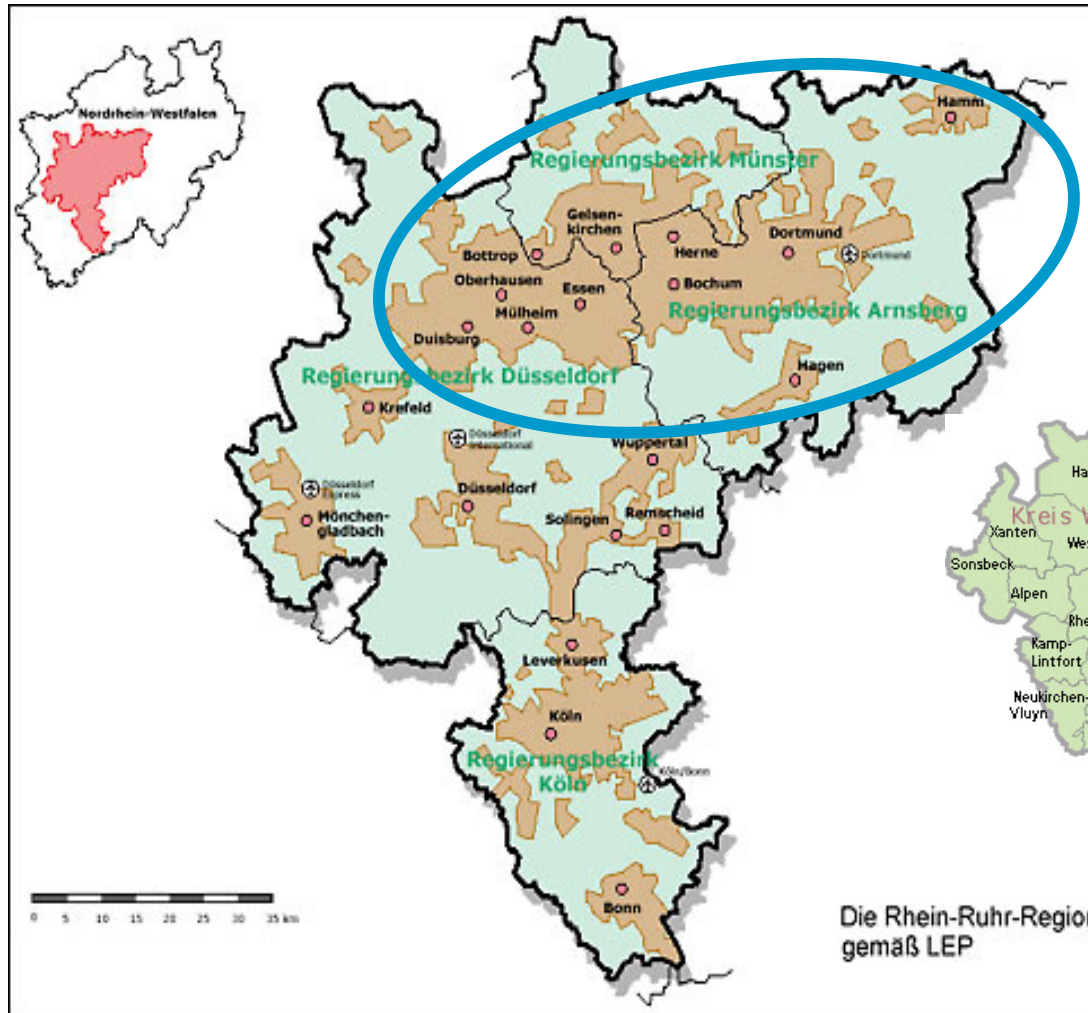 Nordrhein-Westfalen
Hamm
Regierungsbezirk Münster
Gelsen-
kirchen
Dortmund
Herne
Bottrop
Dortmund
Oberhausen
Essen
Bochum
Mülheim
Regierungsbezirk Arnsberg
Duisburg
Regierungsbezirk Düsseldorf
Hagen
Krefeld
Düsseldorf
International
Wuppertal
Düsseldorf
Express
Düsseldorf
Mönchen-
gladbach
Solingen
Remscheid
Leverkusen
Köln
Regierungsbezirk
Köln
Köln/Bonn
Bonn
0 5 10 15 20 25 30 35 km
Ha
Kreis
Xanten
Wes
Sonsbeck
Alpen
Rhe
Kamp-
Lintfort
Neukirchen-
Vluyn
Die Rhein-Ruhr-Region
gemäß LEP